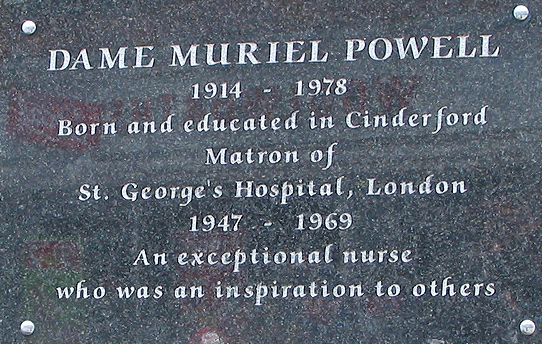 DAME MURIEL POWELL
1914 - 1978
Born and educated in Cinderford
Matron of
St. George's Hospital, London
1947 - 1969
An exceptional nurse
who was an inspiration to others